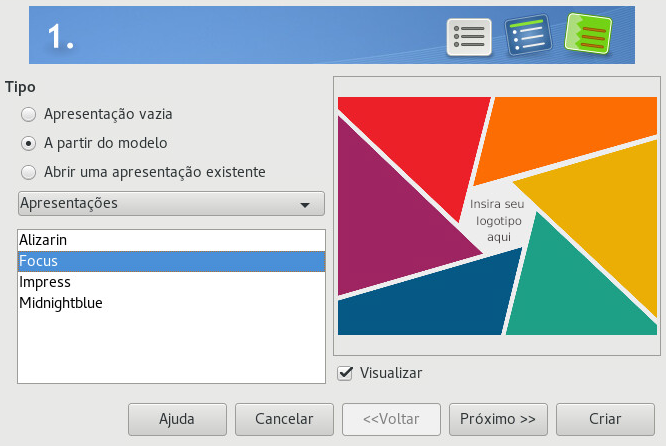 1.
Tipo
Apresentação vazia
A partir do modelo
Abrir uma apresentação existente
Apresentações
Alizarin
Focus
Impress
Midnightblue
Insira seu
logotipo
aqui
Visualizar
Ajuda
Cancelar
<<Voltar
Próximo >>
Criar